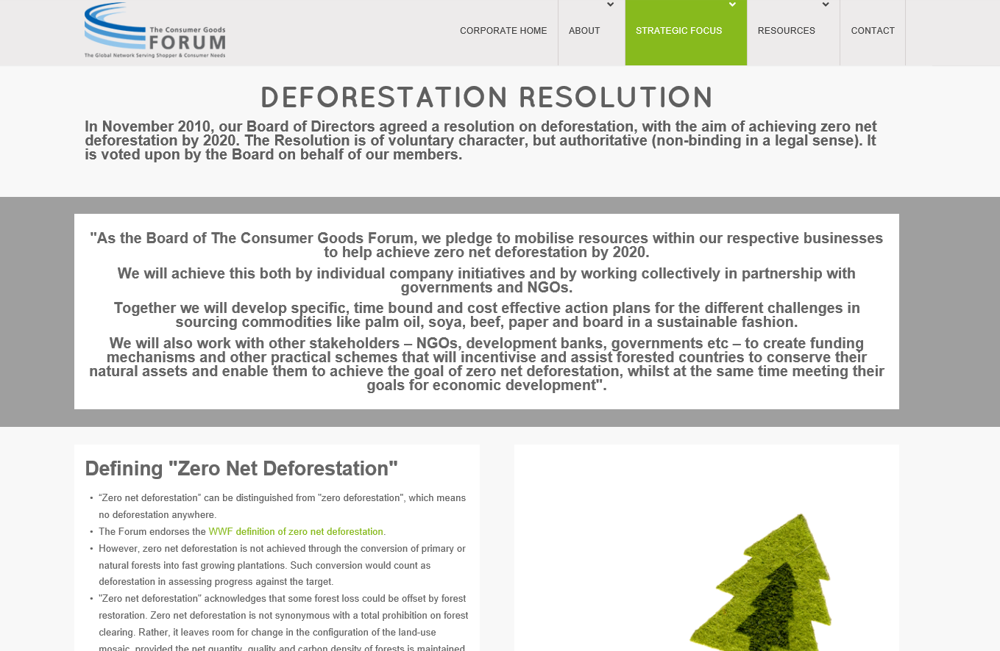 The Consumer Goods
FORUM
The Global Network Serving Shopper & Consumer Needs
CORPORATE HOME
ABOUT
STRATEGIC FOCUS
RESOURCES
CONTACT
DEFORESTATION RESOLUTION
In November 2010, our Board of Directors agreed a resolution on deforestation, with the aim of achieving zero net
deforestation by 2020. The Resolution is of voluntary character, but authoritative (non-binding in a legal sense). It
is voted upon by the Board on behalf of our members.
"As the Board of The Consumer Goods Forum, we pledge to mobilise resources within our respective businesses
to help achieve zero net deforestation by 2020.
We will achieve this both by individual company initiatives and by working collectively in partnership with
governments and NGOs.
Together we will develop specific, time bound and cost effective action plans for the different challenges in
sourcing commodities like palm oil, soya, beef, paper and board in a sustainable fashion.
We will also work with other stakeholders – NGOs, development banks, governments etc – to create funding
mechanisms and other practical schemes that will incentivise and assist forested countries to conserve their
natural assets and enable them to achieve the goal of zero net deforestation, whilst at the same time meeting their
goals for economic development".
Defining "Zero Net Deforestation"
• “Zero net deforestation” can be distinguished from "zero deforestation", which means
no deforestation anywhere.
• The Forum endorses the WWF definition of zero net deforestation.
• However, zero net deforestation is not achieved through the conversion of primary or
natural forests into fast growing plantations. Such conversion would count as
deforestation in assessing progress against the target.
• "Zero net deforestation" acknowledges that some forest loss could be offset by forest
restoration. Zero net deforestation is not synonymous with a total prohibition on forest
clearing. Rather, it leaves room for change in the configuration of the land-use
mosaic, provided the net quantity, quality and carbon density of forests is maintained